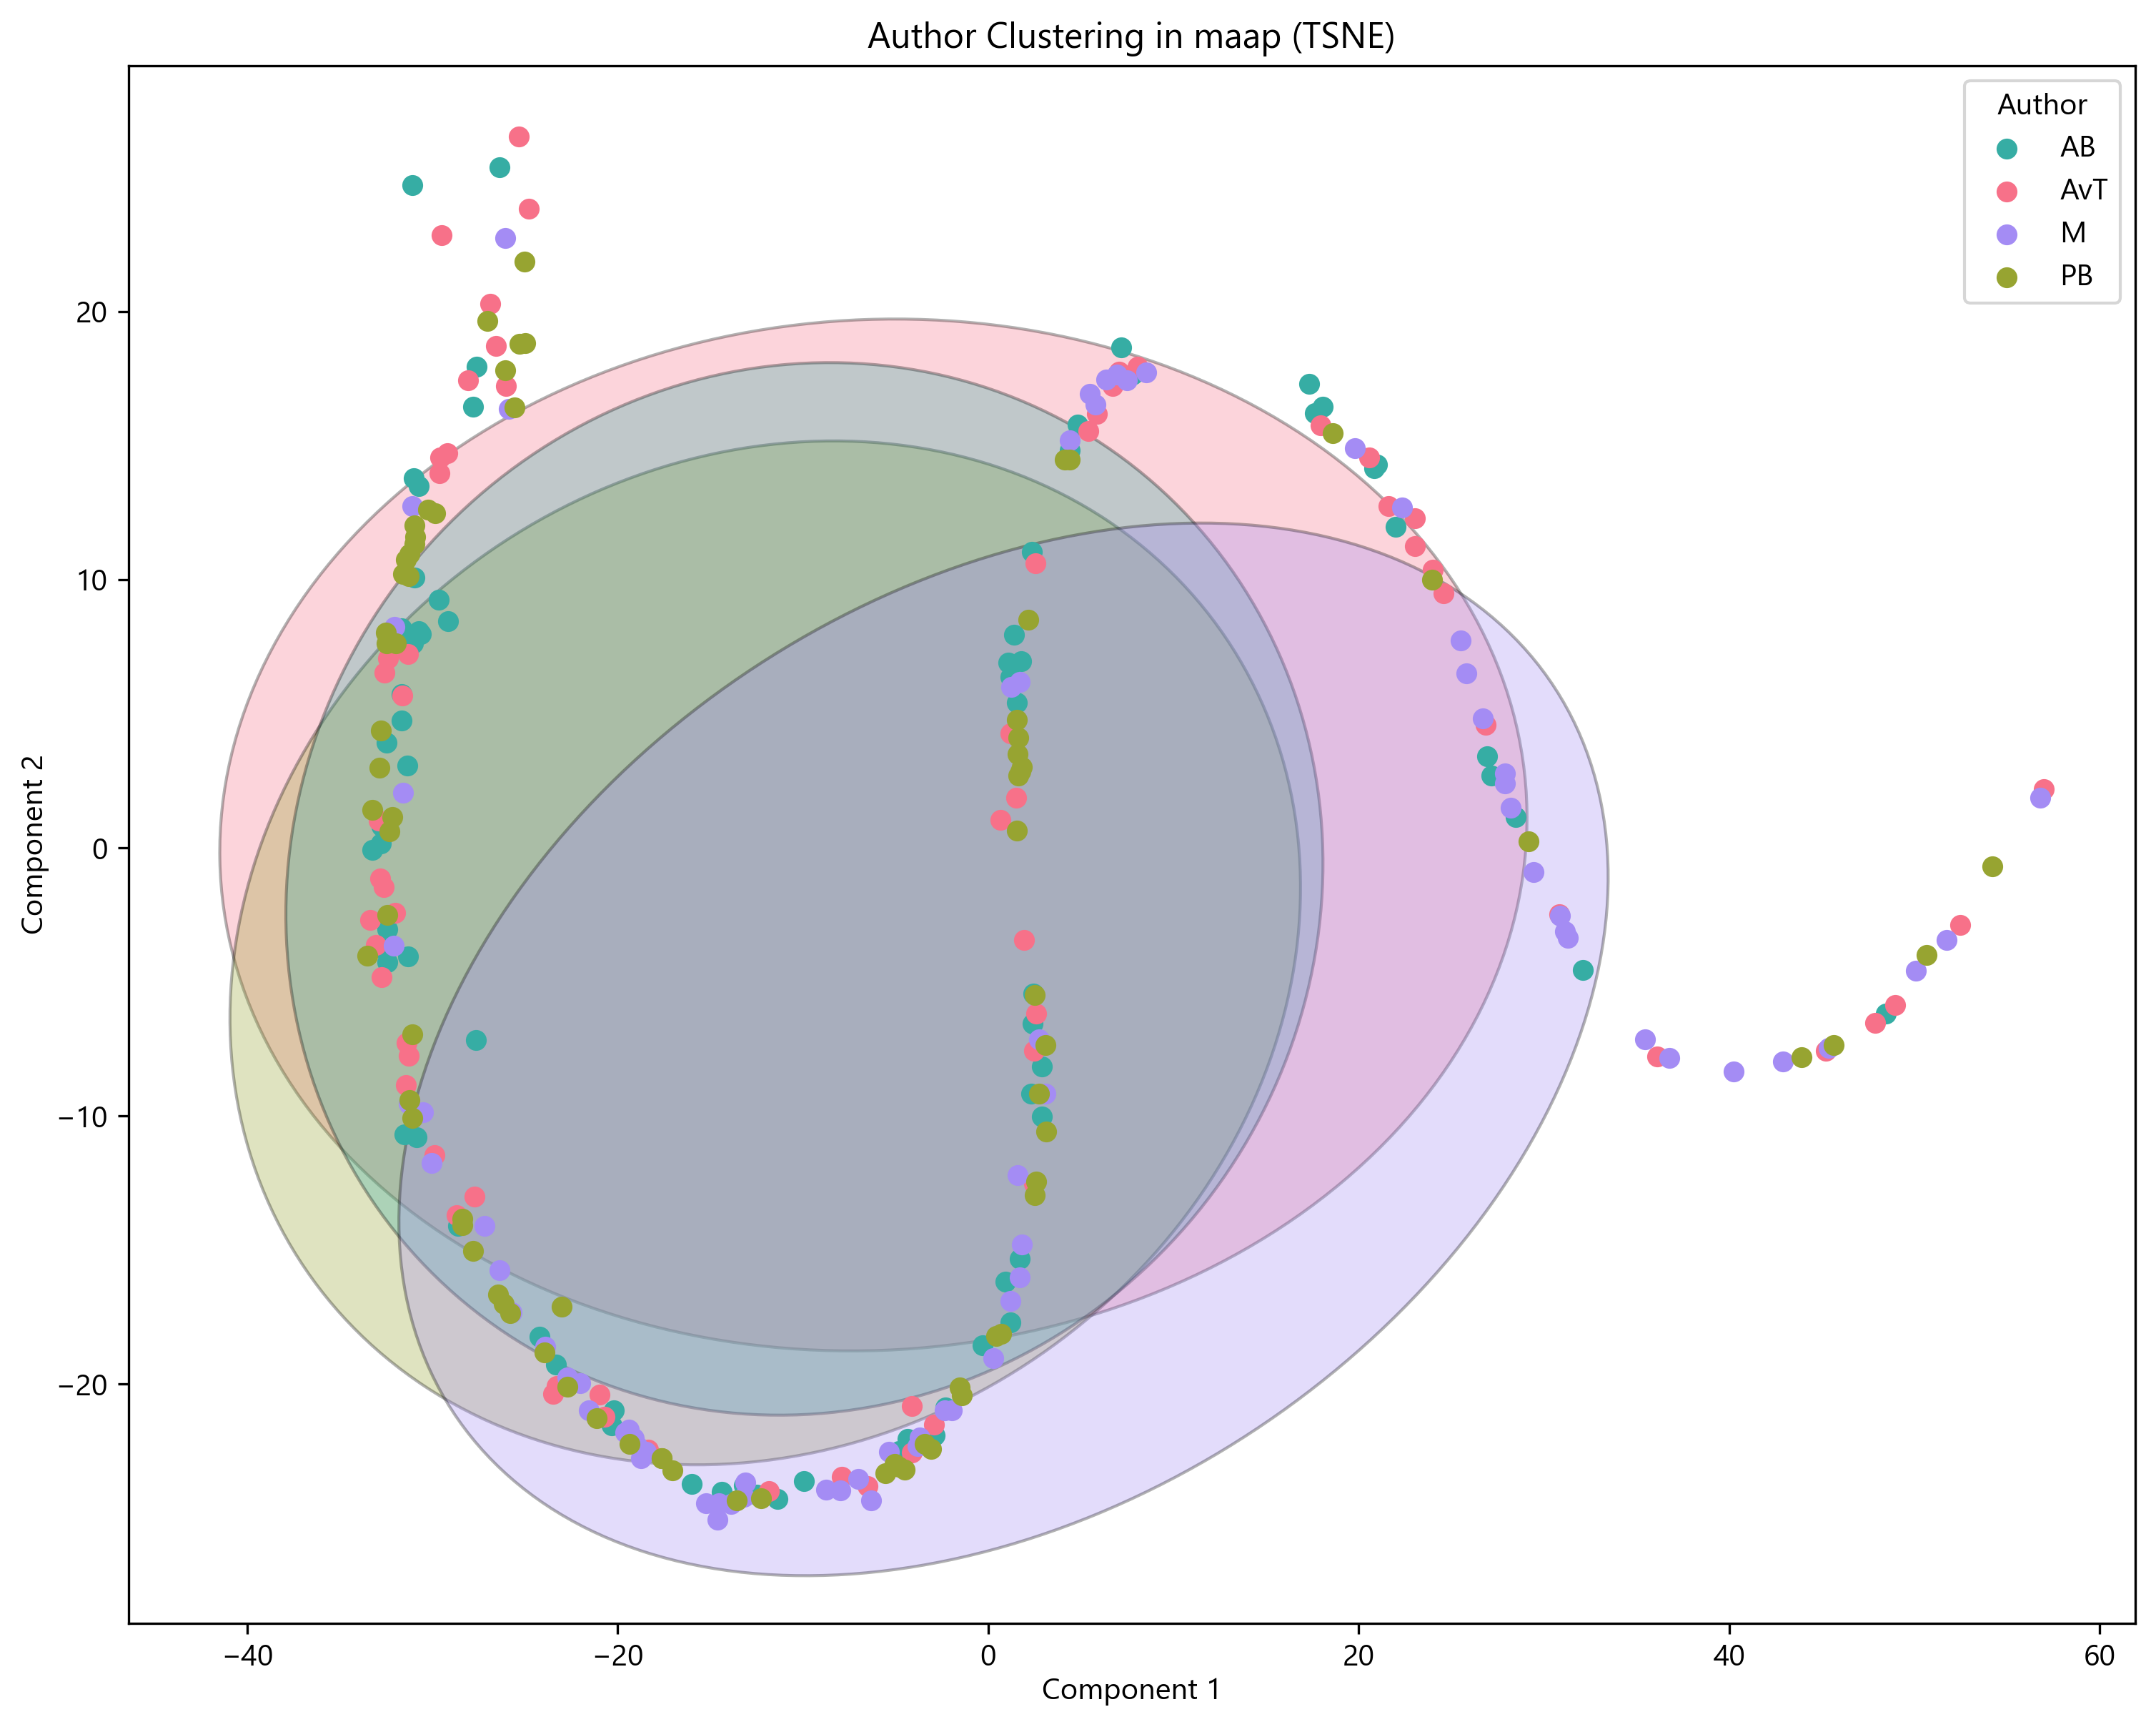 Author Clustering in maap (TSNE)
Author
AB
AvT
M
PB
20
10
0
−10
−20
Component 2
−40
−20
0
20
40
60
Component 1